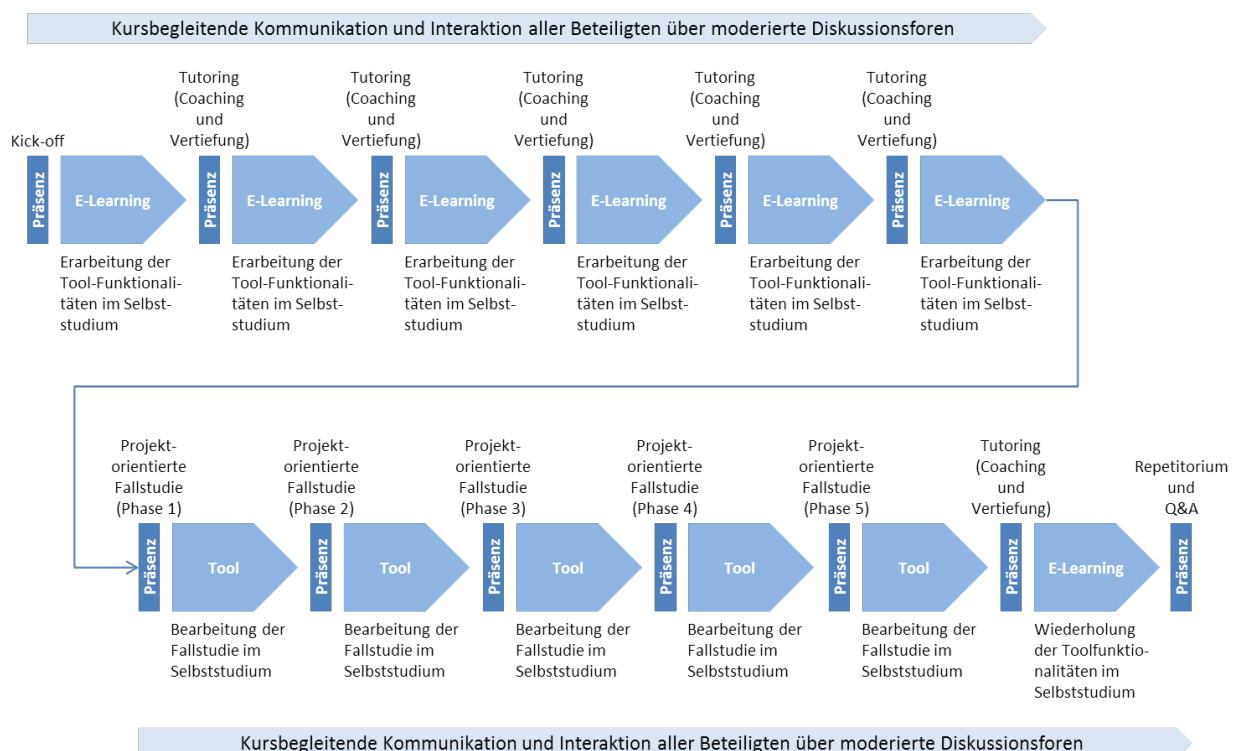 Kursbegleitende Kommunikation und Interaktion aller Beteiligten über moderierte Diskussionsforen
Kick-off
Tutoring
(Coaching
und
Vertiefung)
Tutoring
(Coaching
und
Vertiefung)
Tutoring
(Coaching
und
Vertiefung)
Tutoring
(Coaching
und
Vertiefung)
Tutoring
(Coaching
und
Vertiefung)
Präsenz
E-Learning
Präsenz
E-Learning
Präsenz
E-Learning
Präsenz
E-Learning
Präsenz
E-Learning
Präsenz
E-Learning
Erarbeitung der
Tool-Funktionali-
täten im Selbst-
studium
Erarbeitung der
Tool-Funktionali-
täten im Selbst-
studium
Erarbeitung der
Tool-Funktionali-
täten im Selbst-
studium
Erarbeitung der
Tool-Funktionali-
täten im Selbst-
studium
Erarbeitung der
Tool-Funktionali-
täten im Selbst-
studium
Erarbeitung der
Tool-Funktionali-
täten im Selbst-
studium
Projekt-
orientierte
Fallstudie
(Phase 1)
Projekt-
orientierte
Fallstudie
(Phase 2)
Projekt-
orientierte
Fallstudie
(Phase 3)
Projekt-
orientierte
Fallstudie
(Phase 4)
Projekt-
orientierte
Fallstudie
(Phase 5)
Tutoring
(Coaching
und
Vertiefung)
Repetitorium
und
Q&A
Präsenz
Tool
Präsenz
Tool
Präsenz
Tool
Präsenz
Tool
Präsenz
Tool
Präsenz
E-Learning
Präsenz
Bearbeitung der
Fallstudie im
Selbststudium
Bearbeitung der
Fallstudie im
Selbststudium
Bearbeitung der
Fallstudie im
Selbststudium
Bearbeitung der
Fallstudie im
Selbststudium
Bearbeitung der
Fallstudie im
Selbststudium
Wiederholung
der Toolfunktio-
nalitäten im
Selbststudium
Kursbegleitende Kommunikation und Interaktion aller Beteiligten über moderierte Diskussionsforen